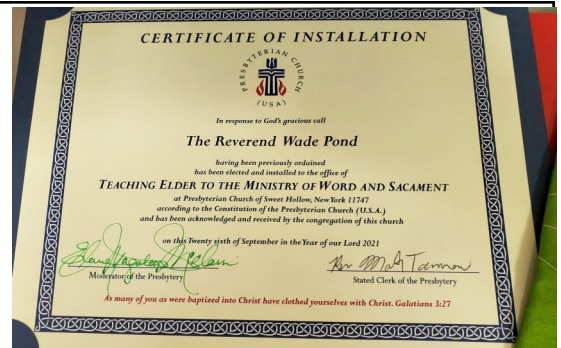 CERTIFICATE OF INSTALLATION
PRESBYTERIAN CHURCH
(USA)
In response to God's gracious call
The Reverend Wade Pond
having been previously ordained
has been elected and installed to the office of
TEACHING ELDER TO THE MINISTRY OF WORD AND SACAMENT
at Presbyterian Church of Sweet Hollow, New York 11747
according to the Constitution of the Presbyterian Church (U.S.A.)
and has been acknowledged and received by the congregation of this church
on this Twenty sixth of September in the Year of our Lord 2021
Rev
Moderator of the Presbytery
Stated Clerk of the Presbytery
As many of you as were baptized into Christ have clothed yourselves with Christ. Galatians 3:27